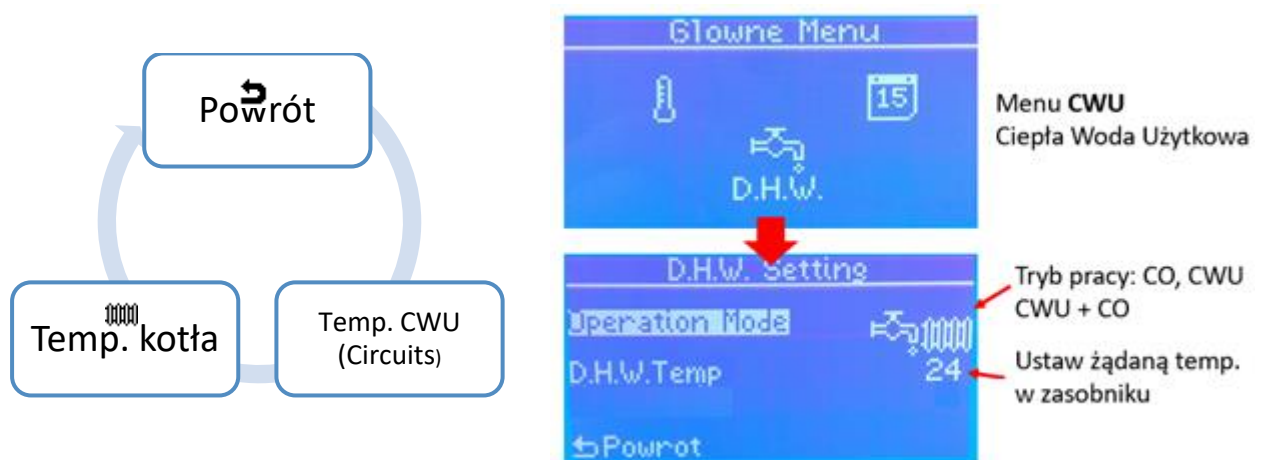 Powrót
Temp. kotła
Temp. CWU
(Circuits)
Glowne Menu
15
D.H.W.
Menu CWU
Ciepła Woda Użytkowa
D.H.W. Setting
Operation Mode
D.H.W.Temp
24
Powrot
Tryb pracy: CO, CWU
CWU + CO
Ustaw żądaną temp.
w zasobniku